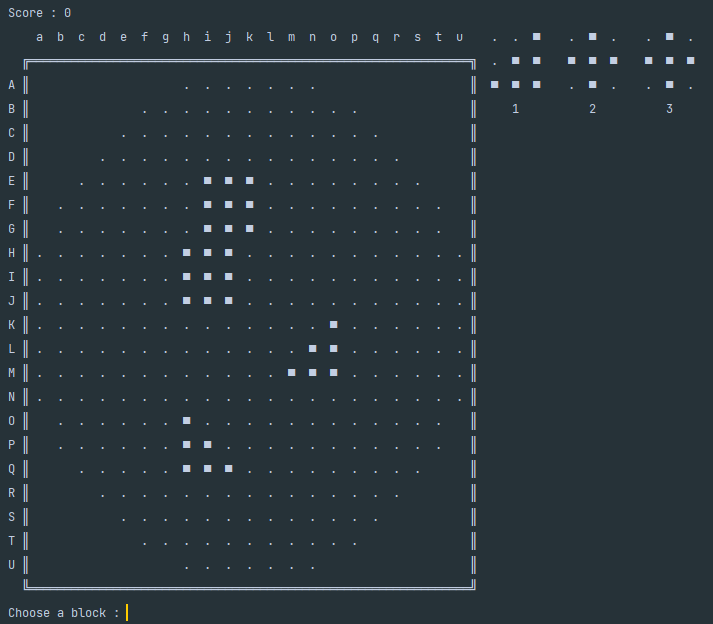 Score : 0
a b c d e f g h i j k l m n o p q r s t u . . ■ . ■ . . ■ .
. ■ ■ ■ ■ ■ ■ ■ ■
A ║ . . . . . . . ║ ■ ■ ■ . ■ . . ■ .
B ║ . . . . . . . . . . . ║ 1 2 3
C ║ . . . . . . . . . . . . . ║
D ║ . . . . . . . . . . . . . . . ║
E ║ . . . . . . ■ ■ ■ . . . . . . . . ║
F ║ . . . . . . . ■ ■ ■ . . . . . . . . . ║
G ║ . . . . . . . ■ ■ ■ . . . . . . . . . ║
H ║ . . . . . . . ■ ■ ■ . . . . . . . . . . . ║
I ║ . . . . . . . ■ ■ ■ . . . . . . . . . . . ║
J ║ . . . . . . . ■ ■ ■ . . . . . . . . . . . ║
K ║ . . . . . . . . . . . . . . ■ . . . . . . ║
L ║ . . . . . . . . . . . . . ■ ■ . . . . . . ║
M ║ . . . . . . . . . . . . ■ ■ ■ . . . . . . ║
N ║ . . . . . . . . . . . . . . . . . . . . . ║
O ║ . . . . . . ■ . . . . . . . . . . . . ║
P ║ . . . . . . ■ ■ . . . . . . . . . . . ║
Q ║ . . . . . ■ ■ ■ . . . . . . . . . ║
R ║ . . . . . . . . . . . . . . . ║
S ║ . . . . . . . . . . . . . ║
T ║ . . . . . . . . . . . ║
U ║ . . . . . . . ║
Choose a block :